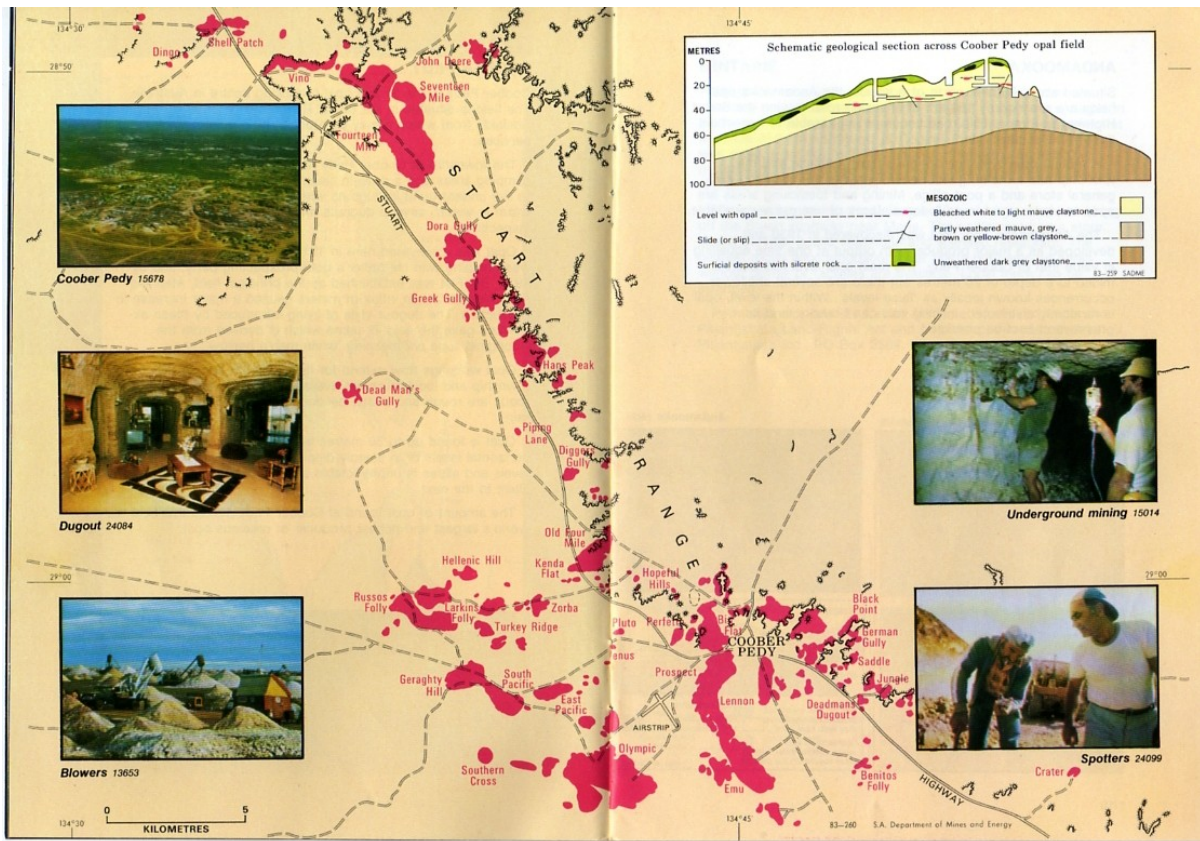 134°30'
134°45'
Shell Patch
Dingo
28°50'
Vino
John Deere
Seventeen
Mile
Fourteen
Mile
STUART
STUART
RANGE
Coober Pedy 15678
Dora Gully
Greek Gully
Hans Peak
Dead Man's
Gully
Piping
Lane
Diggers
Gully
Dugout 24084
Old Four
Mile
Kenda
Flat
Hellenic Hill
29°00'
Russos
Folly
Larkins
Folly
Zorba
Turkey Ridge
Geraghty
Hill
South
Pacific
East
Pacific
Southern
Cross
Olympic
Blowers 13653
0 5
KILOMETRES
134°30'
METRES
Schematic geological section across Coober Pedy opal field
0
20
40
60
80
100
MESOZOIC
Level with opal
Slide (or slip)
Surficial deposits with silcrete rock
Bleached white to light mauve claystone
Partly weathered mauve, grey,
brown or yellow-brown claystone
Unweathered dark grey claystone
83-259 SADME
Underground mining 15014
Hopeful
Hills
29°00'
Pluto
Perfecto
enus
Big
Flat
COOBER
PEDY
Black
Point
German
Gully
Saddle
Jungle
Prospect
Lennon
Deadmans
Dugout
AIRSTRIP
Emu
Benitos
Folly
HIGHWAY
Crater
Spotters 24099
134°45'
83-260 S.A. Department of Mines and Energy